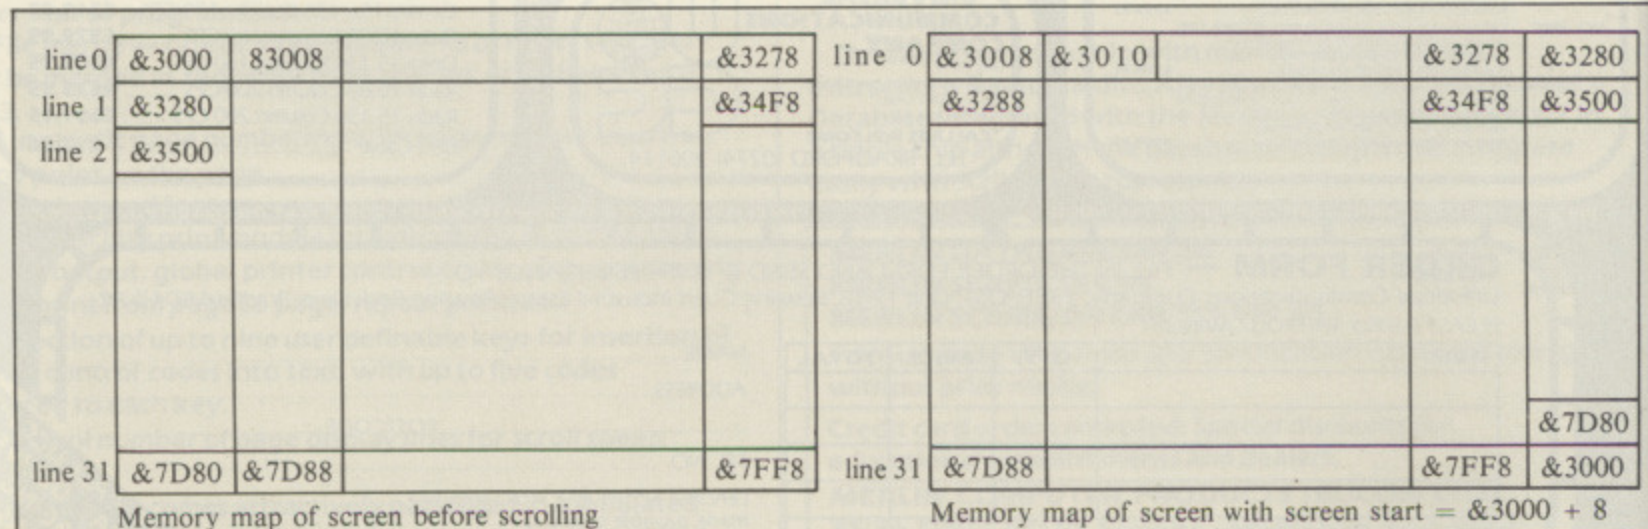 line 0 &3000 83008 &3278
line 1 &3280 &34F8
line 2 &3500
line 31 &7D80 &7D88 &7FF8
Memory map of screen before scrolling
line 0 &3008 &3010 &3278 &3280
&3288 &34F8 &3500
&7D80
line 31 &7D88 &7FF8 &3000
Memory map of screen with screen start = &3000 + 8